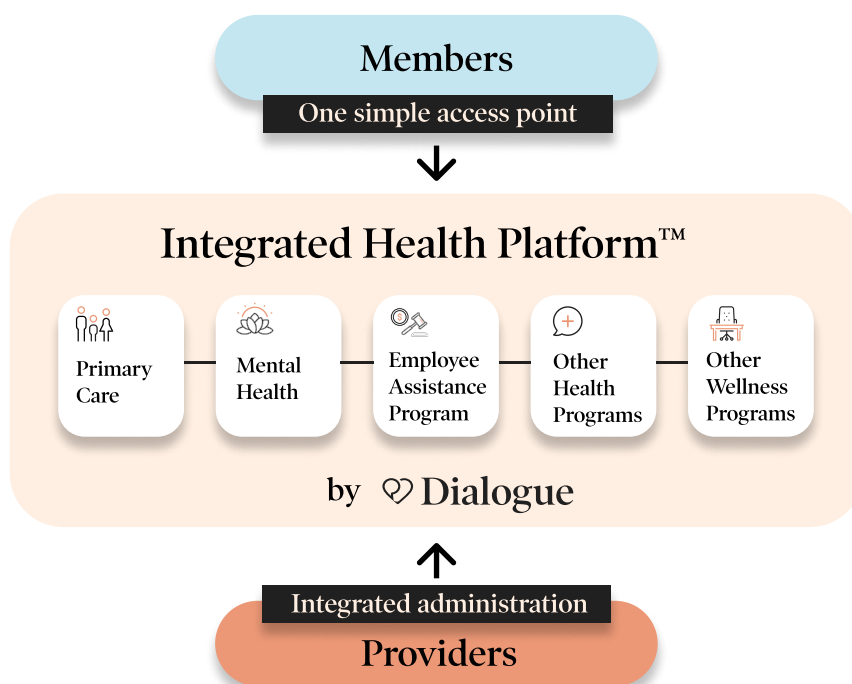 Members
One simple access point
Integrated Health Platform™
Primary
Care
Mental
Health
Employee
Assistance
Program
Other
Health
Programs
Other
Wellness
Programs
by Dialogue
Integrated administration
Providers